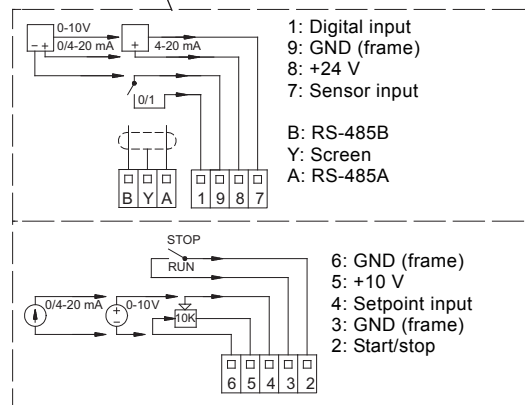 0-10V
- +
0/4-20 mA
+
4-20 mA
0/1
B Y A
1 9 8 7
1: Digital input
9: GND (frame)
8: +24 V
7: Sensor input
B: RS-485B
Y: Screen
A: RS-485A
STOP
RUN
0/4-20 mA
+
-
0-10V
10K
6 5 4 3 2
6: GND (frame)
5: +10 V
4: Setpoint input
3: GND (frame)
2: Start/stop